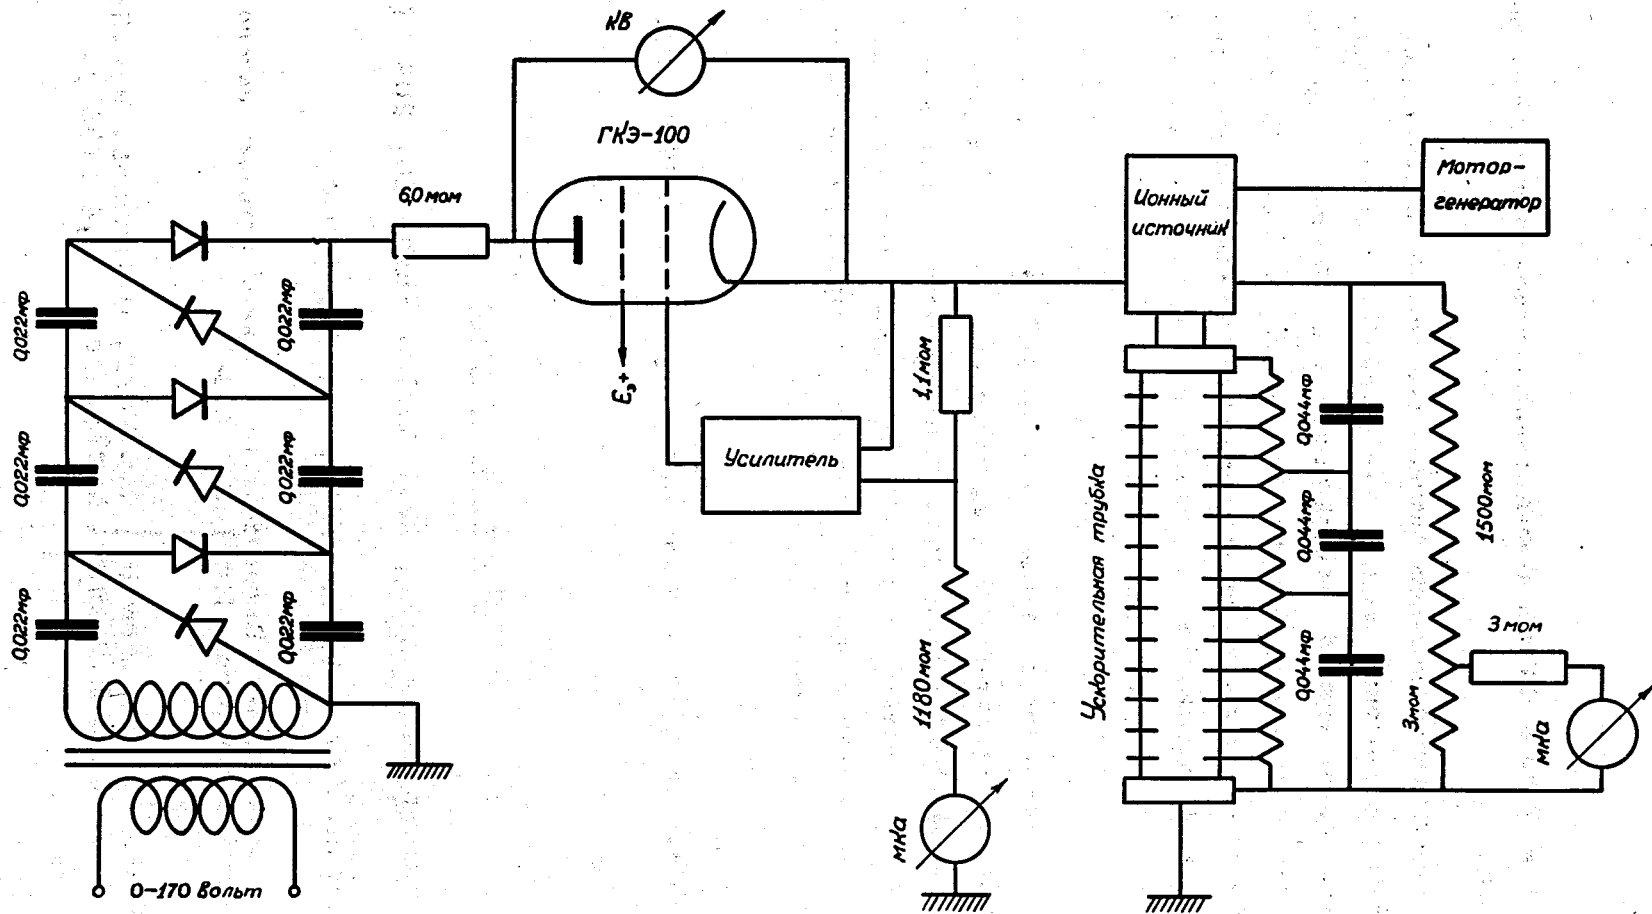 кв
ГКЭ-100
6,0 мом
0,022мф
0,022мф
0,022мф
0,022мф
0,022мф
0,022мф
0-170 Вольт
Eэ+
Усилитель
1,1 мом
1180 мом
мка
Ионный
источник
Мотор-
генератор
Ускорительная трубка
0,044мф
0,044мф
0,044мф
1500 мом
3 мом
3 мом
мка